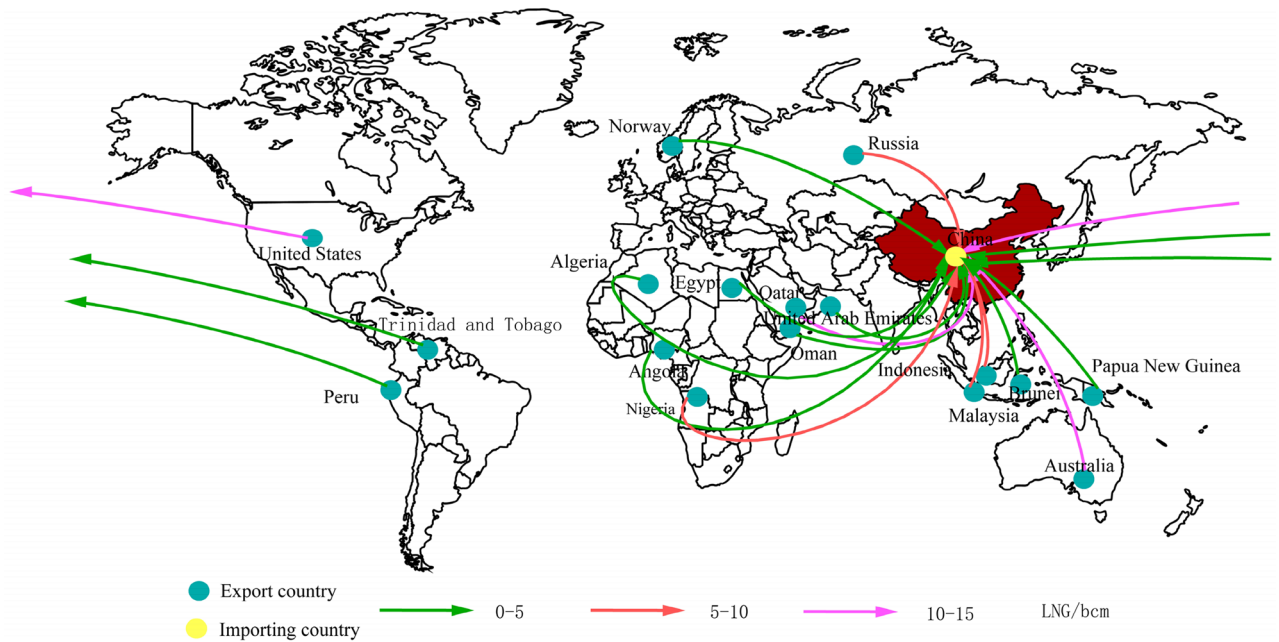 Norway
Russia
China
United States
Algeria
Egypt
Qatar
United Arab Emirates
Trinidad and Tobago
Oman
Indonesia
Papua New Guinea
Angola
Peru
Nigeria
Brunei
Malaysia
Australia
Export country
0-5
5-10
10-15
LNG/bcm
Importing country